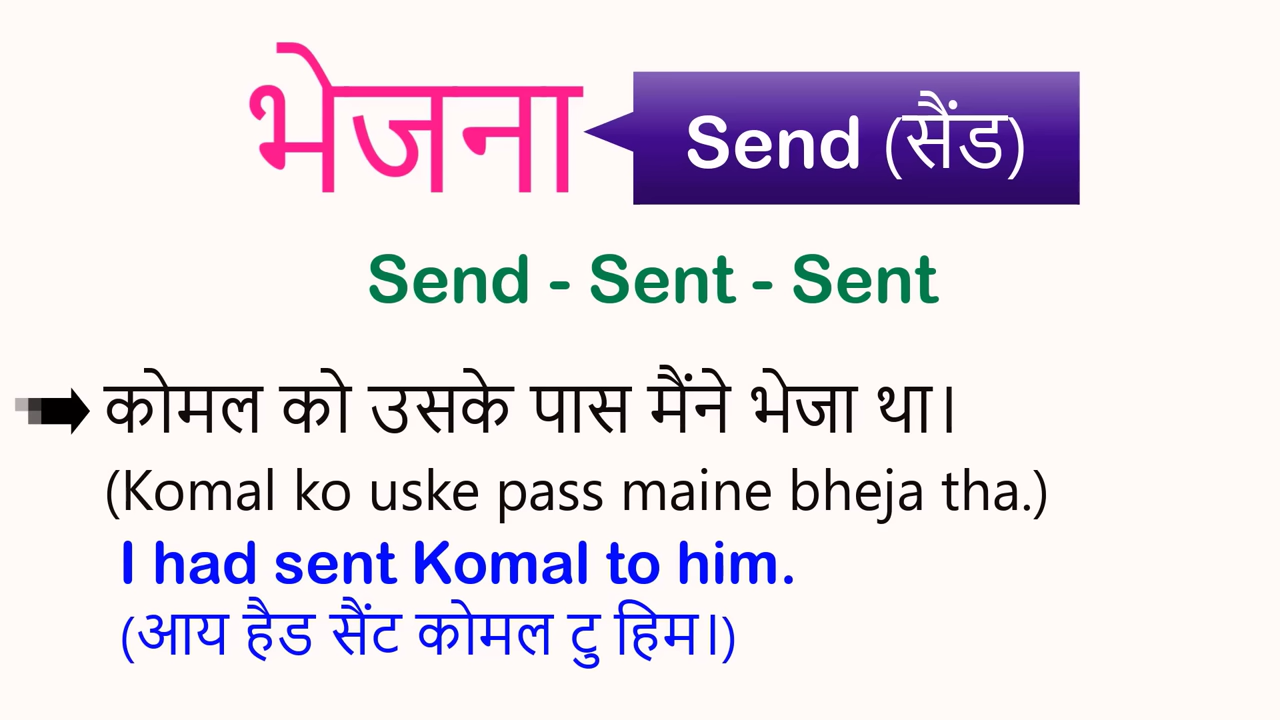 भेजना Send (सैंड)
Send - Sent - Sent
कोमल को उसके पास मैंने भेजा था।
(Komal ko uske pass maine bheja tha.)
I had sent Komal to him.
(आय हैड सैंट कोमल टु हिम।)